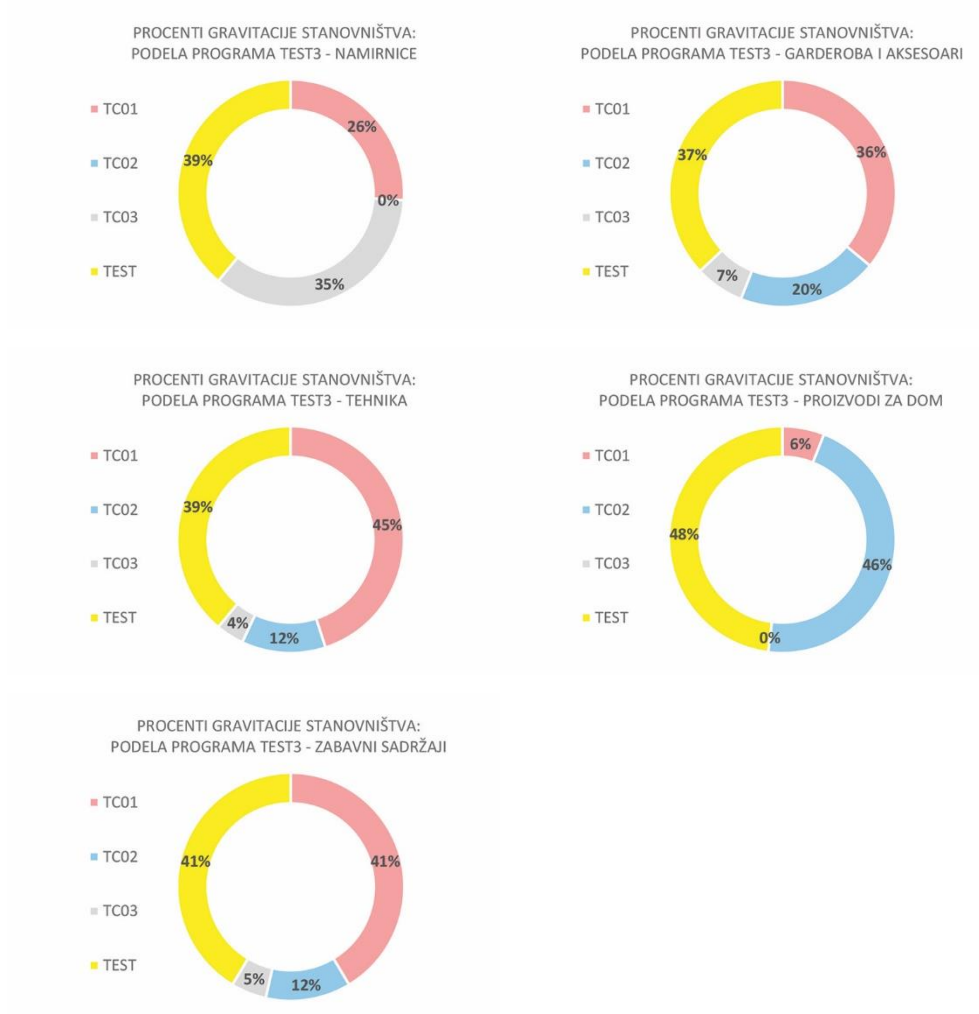 PROCENTI GRAVITACIJE STANOVNIŠTVA:
PODELA PROGRAMA TEST3 - NAMIRNICE
TC01
TC02
TC03
TEST
26%
0%
35%
39%
PROCENTI GRAVITACIJE STANOVNIŠTVA:
PODELA PROGRAMA TEST3 - GARDEROBA I AKSESOARI
TC01
TC02
TC03
TEST
36%
20%
7%
37%
PROCENTI GRAVITACIJE STANOVNIŠTVA:
PODELA PROGRAMA TEST3 - TEHNIKA
TC01
TC02
TC03
TEST
45%
12%
4%
39%
PROCENTI GRAVITACIJE STANOVNIŠTVA:
PODELA PROGRAMA TEST3 - PROIZVODI ZA DOM
TC01
TC02
TC03
TEST
6%
46%
0%
48%
PROCENTI GRAVITACIJE STANOVNIŠTVA:
PODELA PROGRAMA TEST3 - ZABAVNI SADRŽAJI
TC01
TC02
TC03
TEST
41%
12%
5%
41%